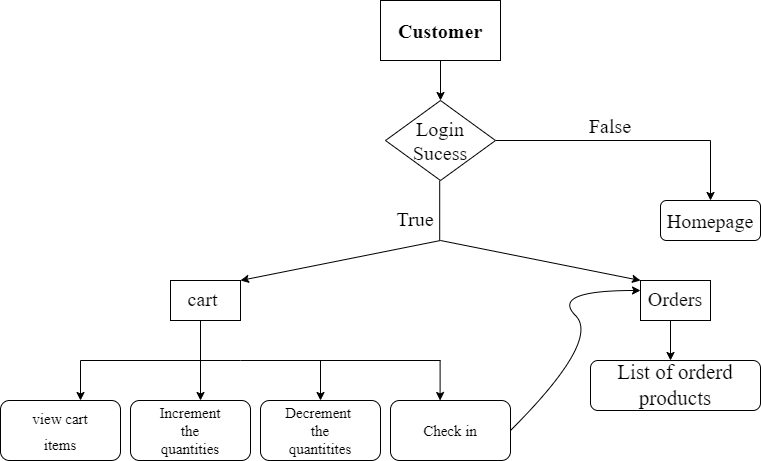 Customer
Login
Sucess
False
True
Homepage
cart
Orders
List of orderd
products
view cart
items
Increment
the
quantities
Decrement
the
quantitites
Check in